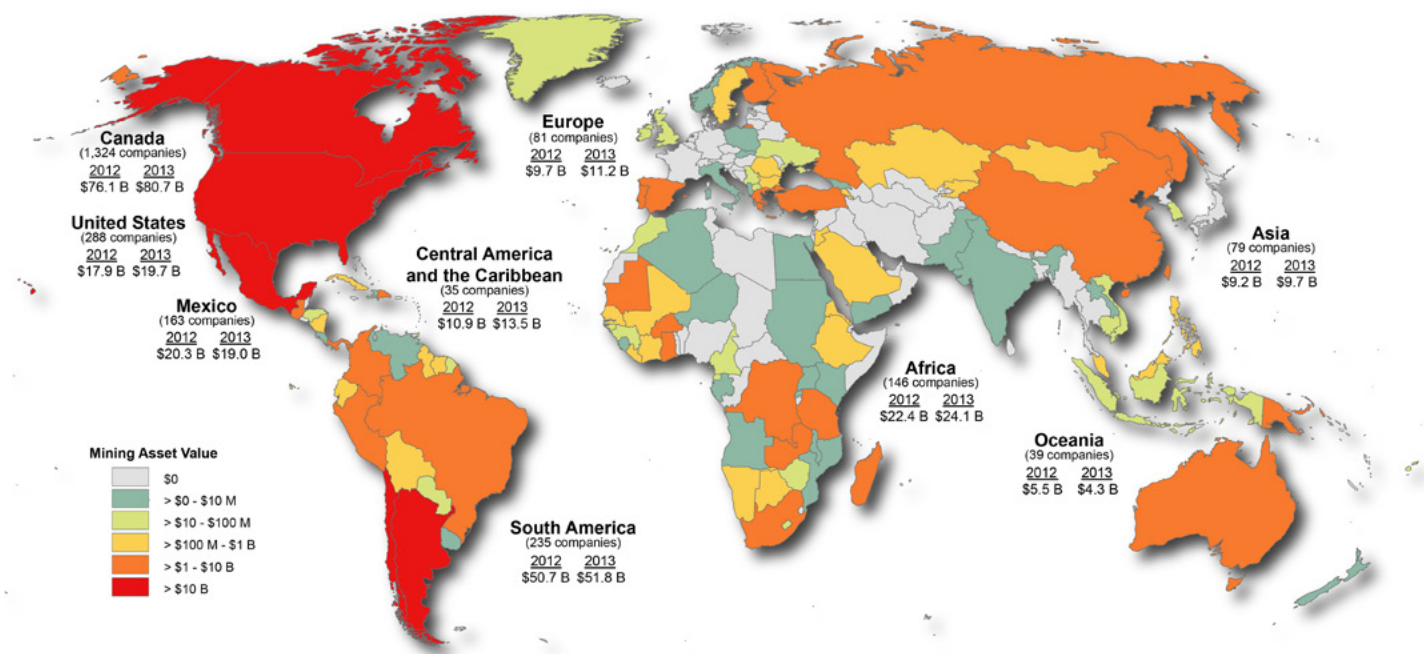 Canada
(1,324 companies)
2012 2013
$76.1 B $80.7 B
United States
(288 companies)
2012 2013
$17.9 B $19.7 B
Mexico
(163 companies)
2012 2013
$20.3 B $19.0 B
Europe
(81 companies)
2012 2013
$9.7 B $11.2 B
Central America
and the Caribbean
(35 companies)
2012 2013
$10.9 B $13.5 B
Asia
(79 companies)
2012 2013
$9.2 B $9.7 B
Africa
(146 companies)
2012 2013
$22.4 B $24.1 B
Oceania
(39 companies)
2012 2013
$5.5 B $4.3 B
South America
(235 companies)
2012 2013
$50.7 B $51.8 B
Mining Asset Value
$0
> $0 - $10 M
> $10 - $100 M
> $100 M - $1 B
> $1 - $10 B
> $10 B